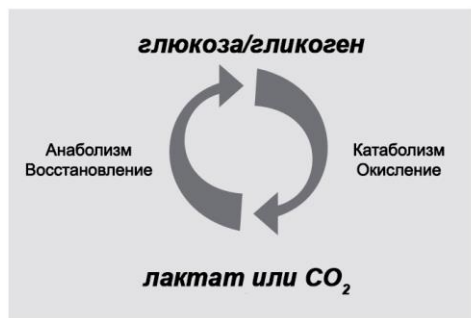 глюкоза/гликоген
Анаболизм
Восстановление
Катаболизм
Окисление
лактат или CO₂